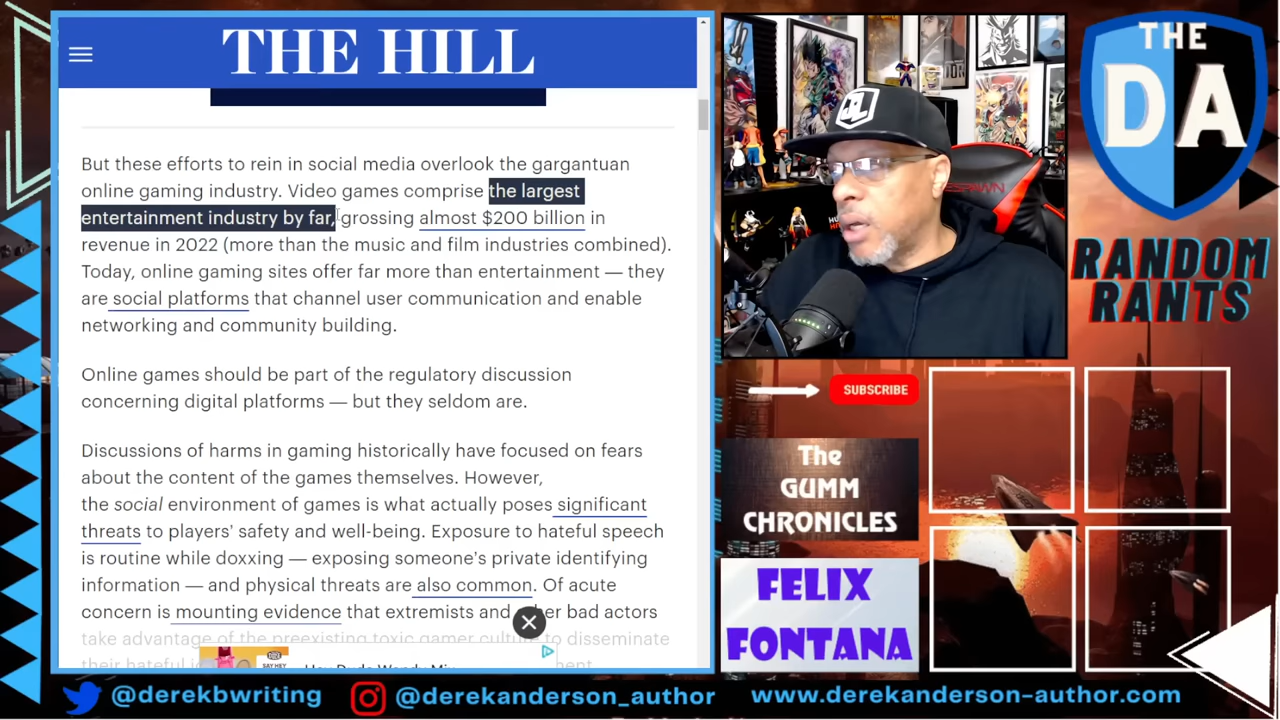 THE HILL
But these efforts to rein in social media overlook the gargantuan
online gaming industry. Video games comprise the largest
entertainment industry by far, grossing almost $200 billion in
revenue in 2022 (more than the music and film industries combined).
Today, online gaming sites offer far more than entertainment — they
are social platforms that channel user communication and enable
networking and community building.
Online games should be part of the regulatory discussion
concerning digital platforms — but they seldom are.
Discussions of harms in gaming historically have focused on fears
about the content of the games themselves. However,
the social environment of games is what actually poses significant
threats to players' safety and well-being. Exposure to hateful speech
is routine while doxxing — exposing someone's private identifying
information — and physical threats are also common. Of acute
concern is mounting evidence that extremists and other bad actors
take advantage of the preexisting toxic gamer culture to disseminate
their hateful
THE
DA
RANDOM
RANTS
SUBSCRIBE
The
GUMM
CHRONICLES
FELIX
FONTANA
@derekbwriting
@derekanderson_author
www.derekanderson-author.com